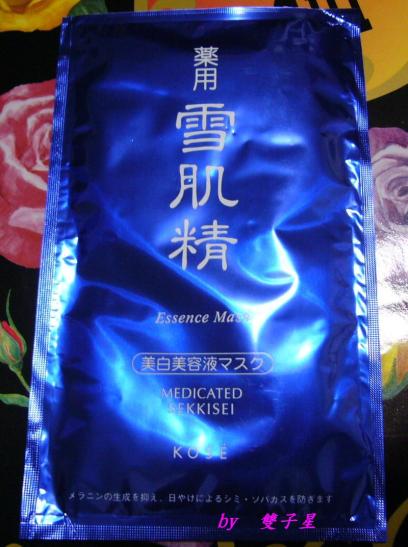 薬用
雪肌精
Essence Mask
美白美容液マスク
MEDICATED
SEKKISEI
KOSÉ
メラニンの生成を抑え、日やけによるシミ・ソバカスを防ぎます
by 雙子星